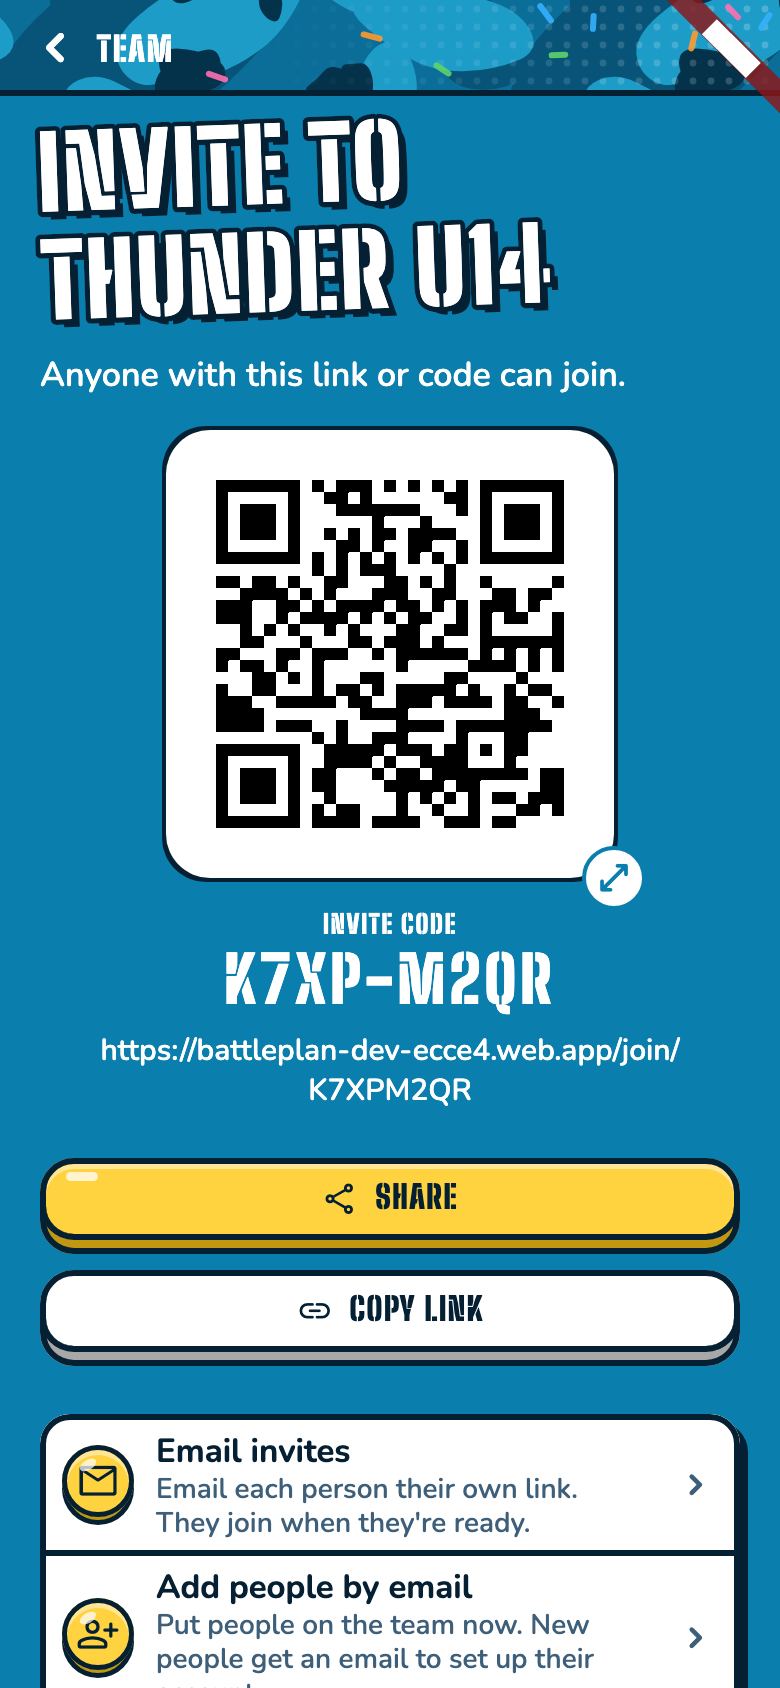 TEAM
INVITE TO
THUNDER U14
Anyone with this link or code can join.
INVITE CODE
K7XP-M2QR
https://battleplan-dev-ecce4.web.app/join/
K7XPM2QR
SHARE
COPY LINK
Email invites
Email each person their own link.
They join when they're ready.
Add people by email
Put people on the team now. New
people get an email to set up their